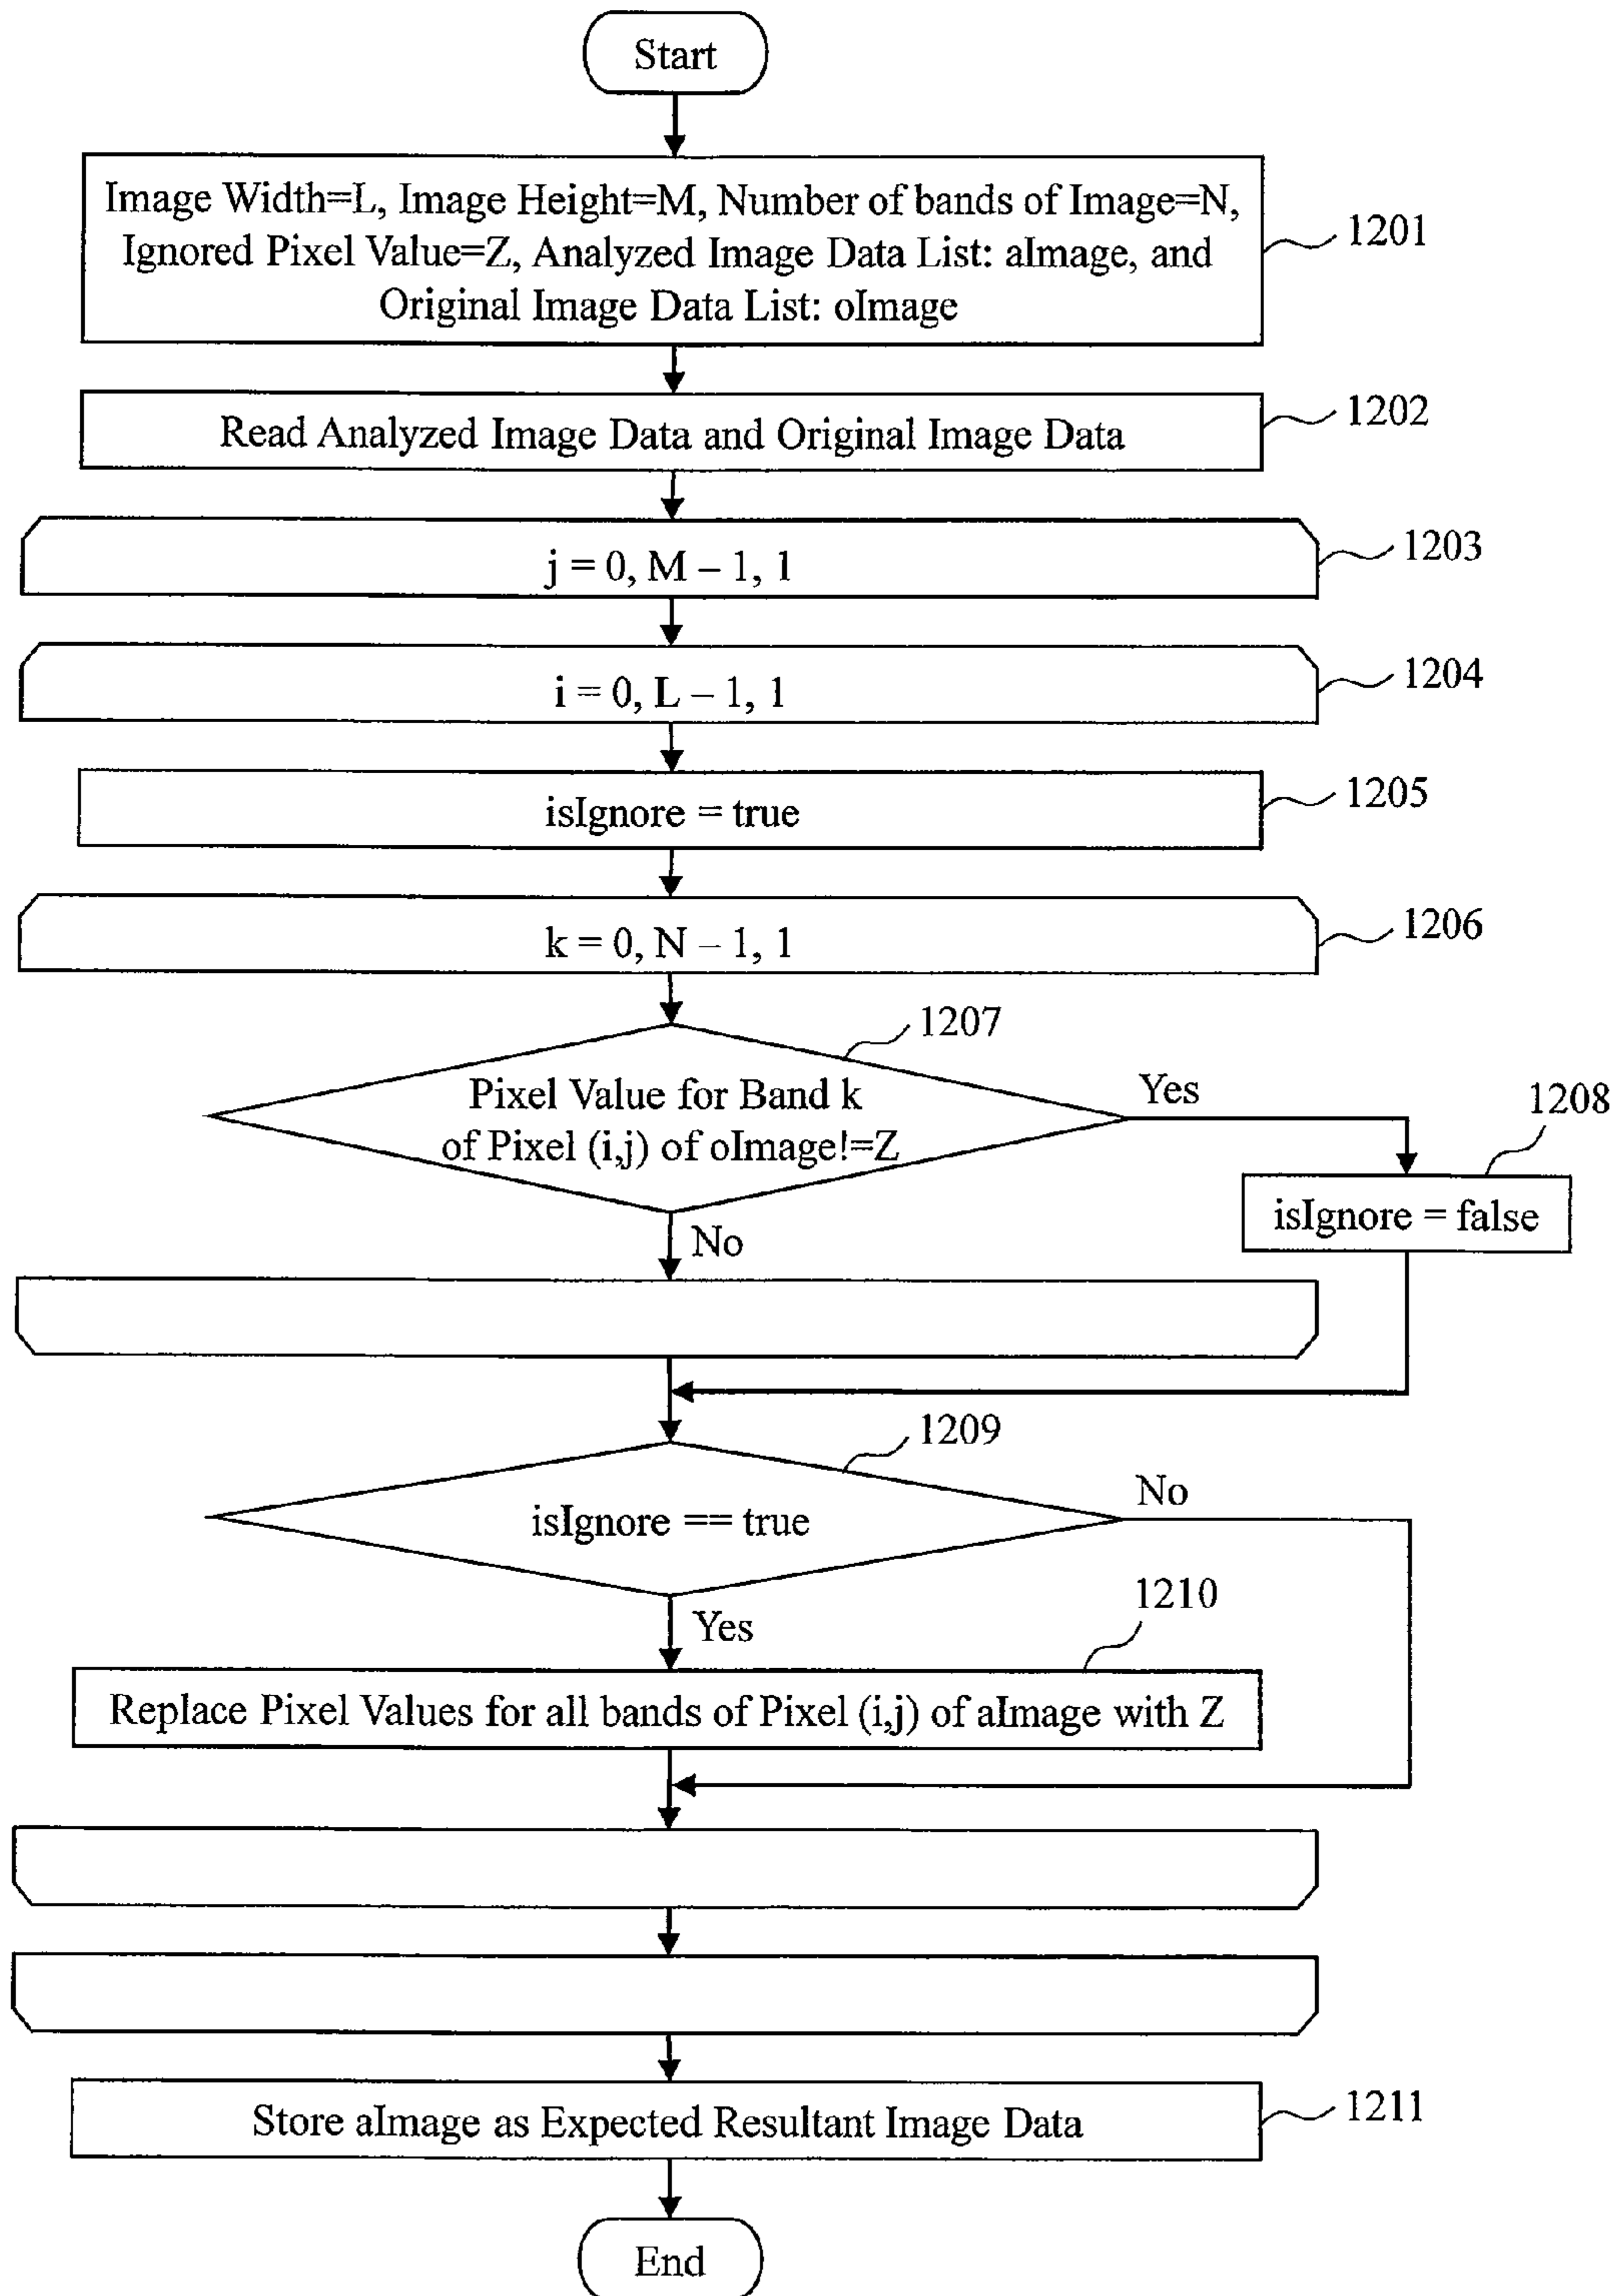 Start
Image Width=L, Image Height=M, Number of bands of Image=N,
Ignored Pixel Value=Z, Analyzed Image Data List: aImage, and
Original Image Data List: oImage
1201
Read Analyzed Image Data and Original Image Data
1202
j = 0, M – 1, 1
1203
i = 0, L – 1, 1
1204
isIgnore = true
1205
k = 0, N – 1, 1
1206
1207
Pixel Value for Band k
of Pixel (i,j) of oImage!=Z
Yes
1208
isIgnore = false
No
1209
isIgnore == true
No
Yes
1210
Replace Pixel Values for all bands of Pixel (i,j) of aImage with Z
Store aImage as Expected Resultant Image Data
1211
End